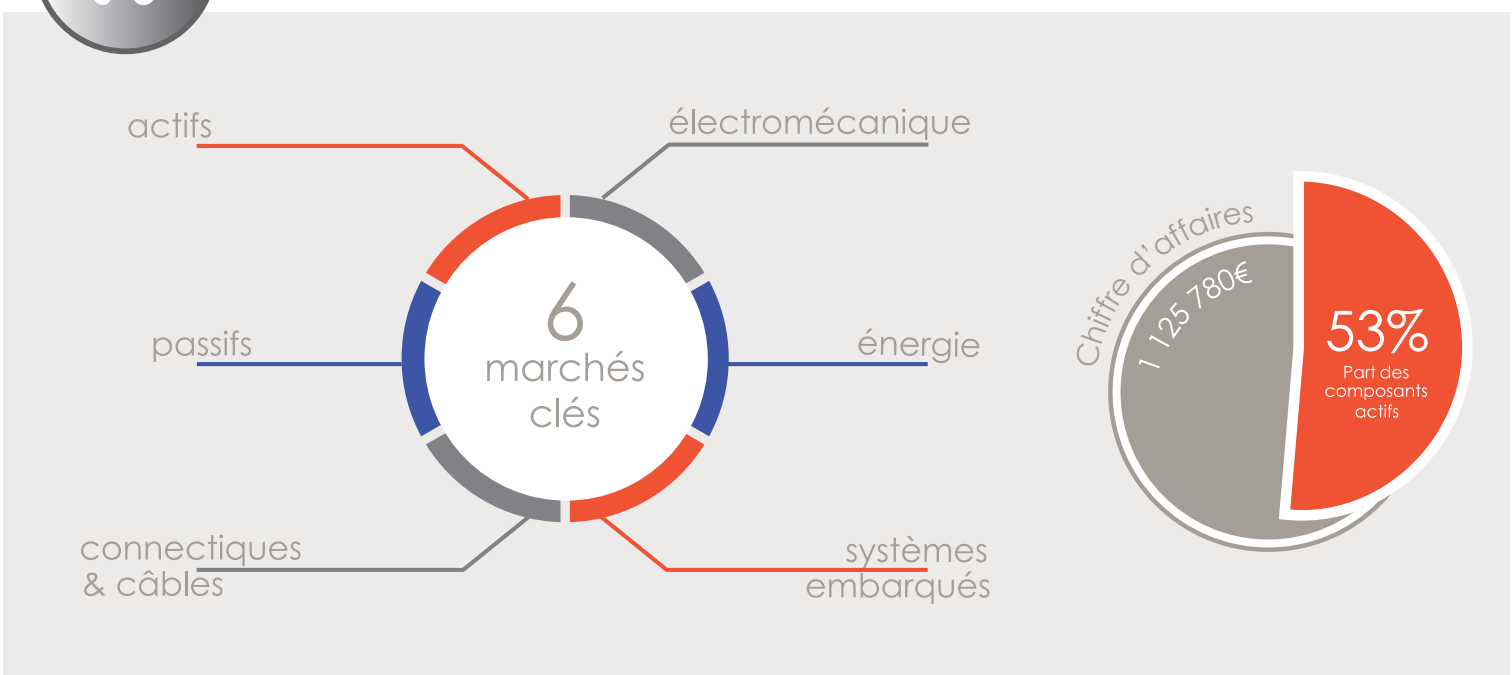 actifs
électromécanique
passifs
énergie
connectiques
& câbles
systèmes
embarqués
6
marchés
clés
Chiffre d'affaires
1 125 780€
53%
Part des
composants
actifs